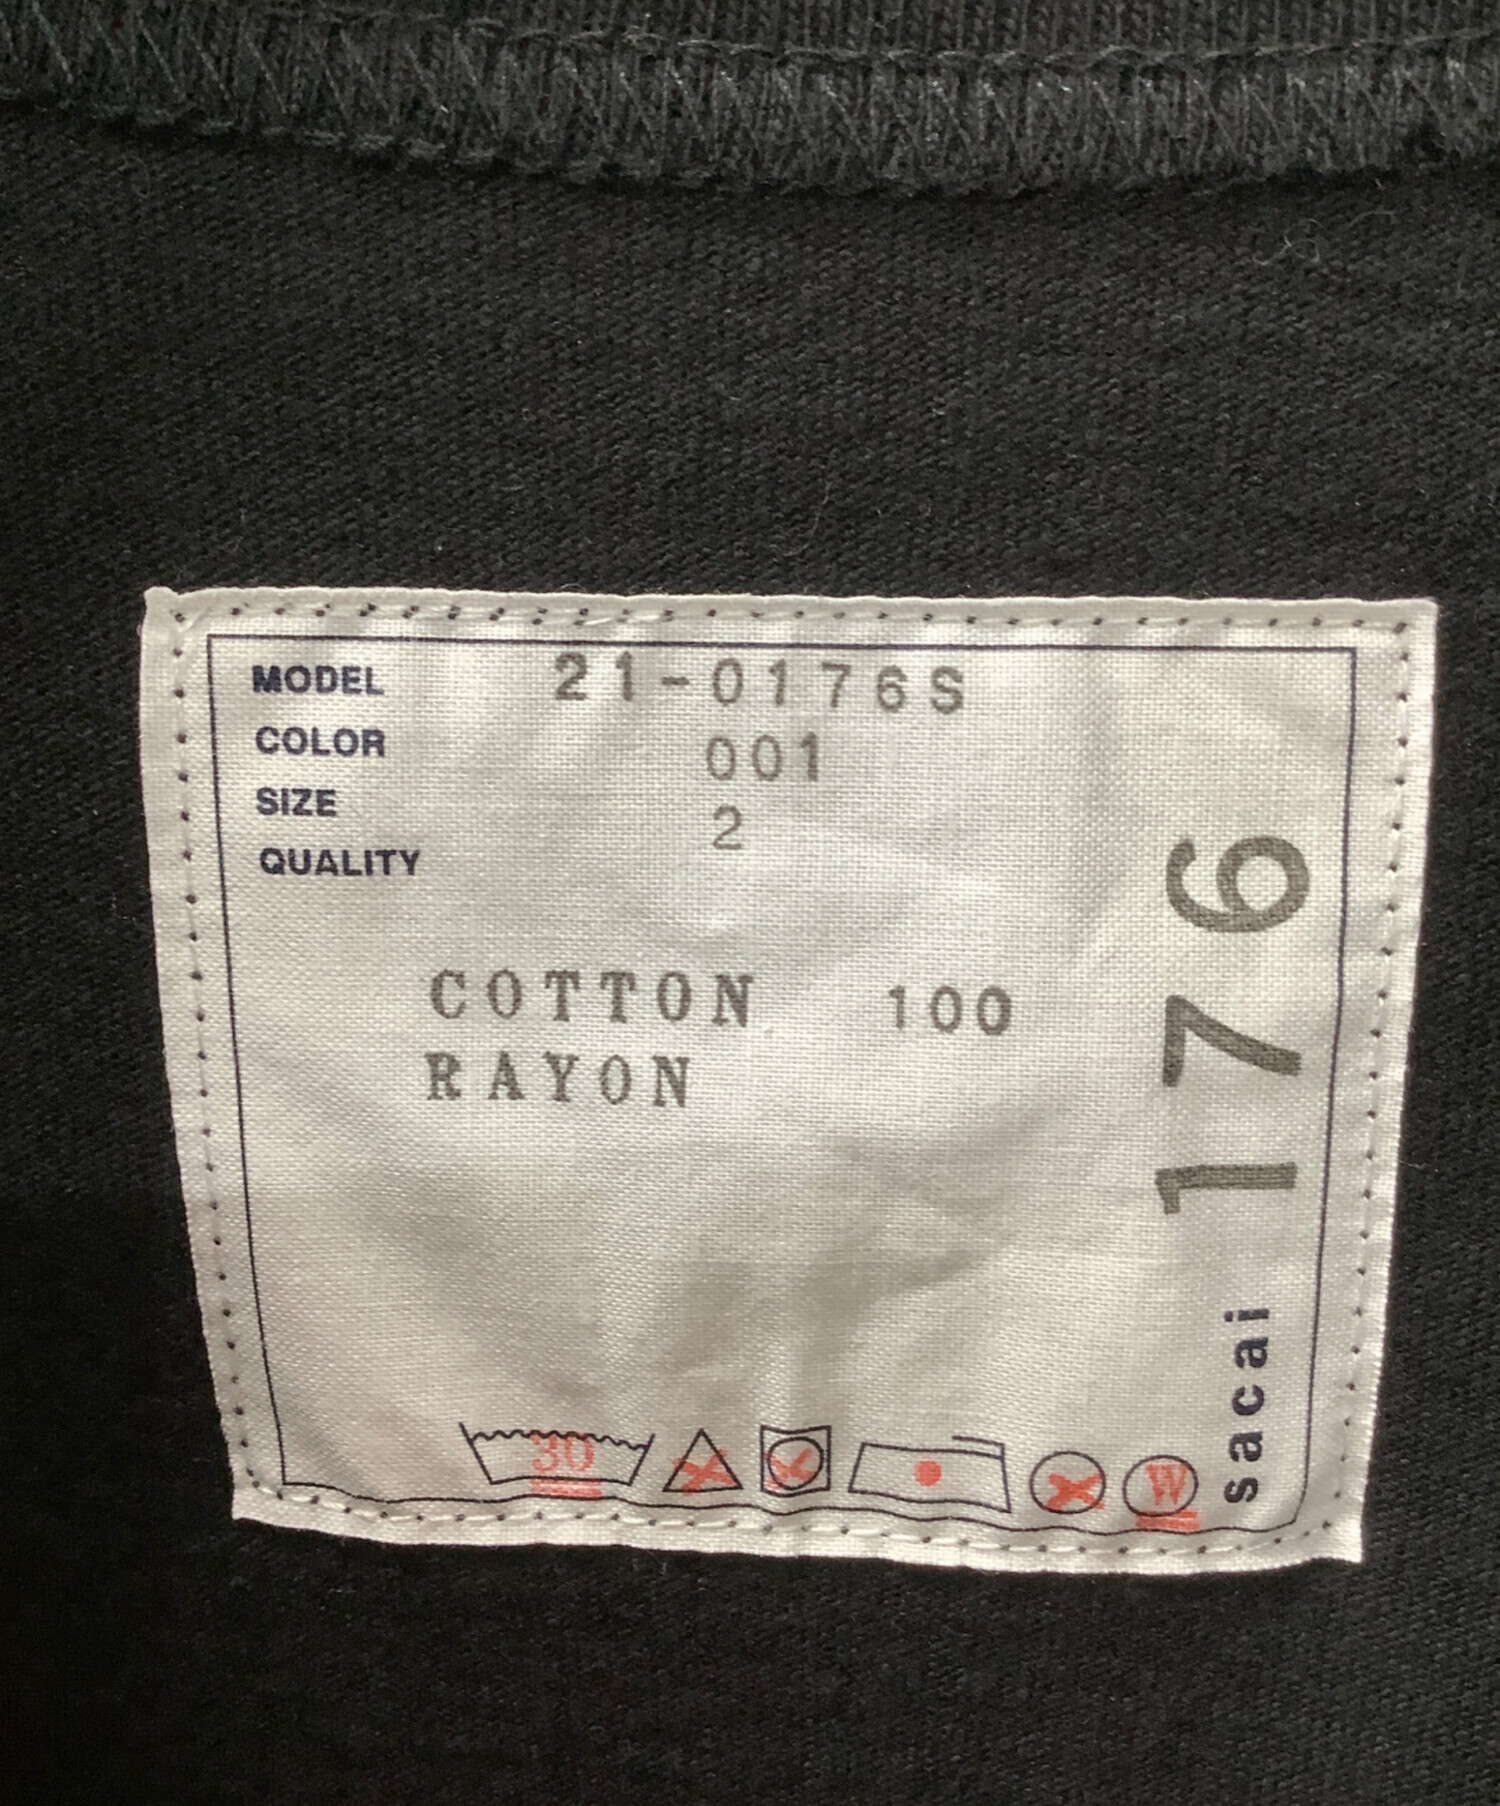 MODEL 21-0176S
COLOR 001
SIZE 2
QUALITY
COTTON 100
RAYON
176
sacai
30
W